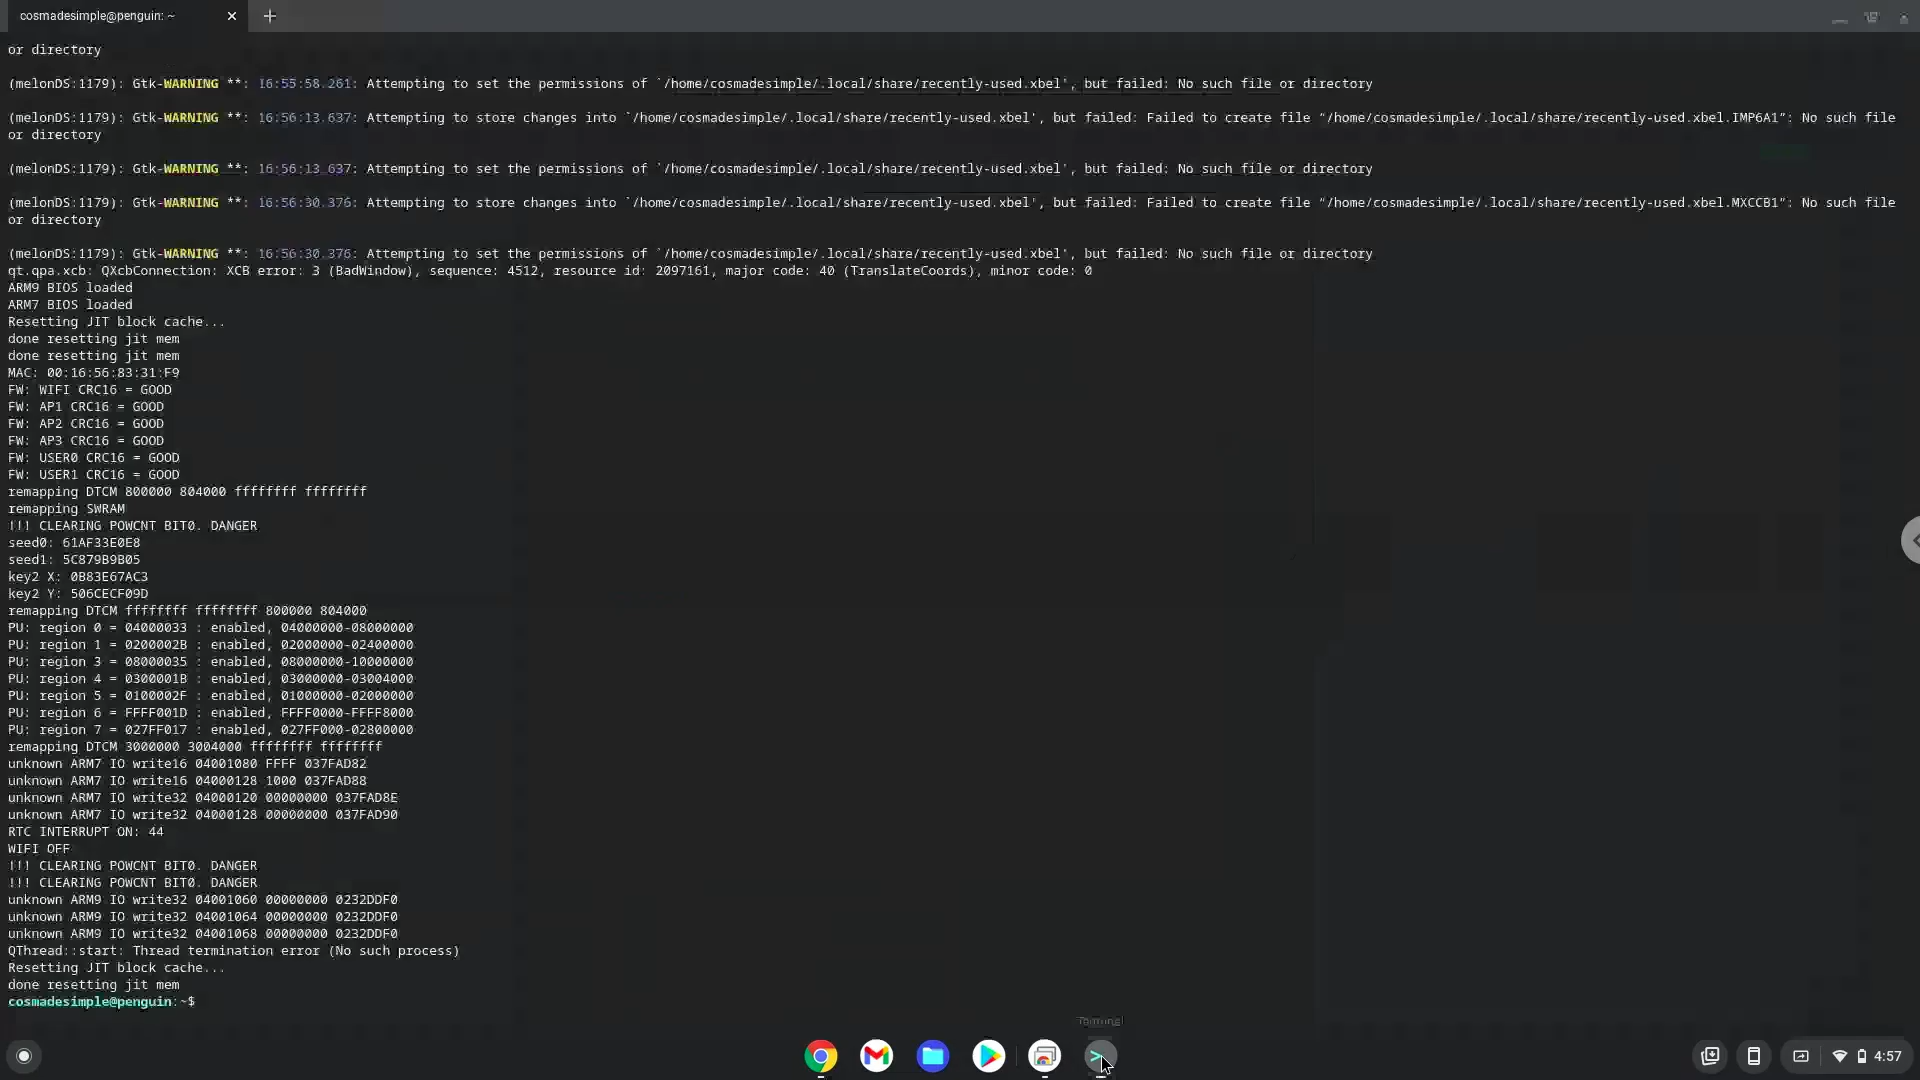 cosmadesimple@penguin: ~
or directory
(melonDS:1179): Gtk-WARNING **: 16:55:58.261: Attempting to set the permissions of `/home/cosmadesimple/.local/share/recently-used.xbel', but failed: No such file or directory
(melonDS:1179): Gtk-WARNING **: 16:56:13.637: Attempting to store changes into `/home/cosmadesimple/.local/share/recently-used.xbel', but failed: Failed to create file “/home/cosmadesimple/.local/share/recently-used.xbel.IMP6A1”: No such file
or directory
(melonDS:1179): Gtk-WARNING **: 16:56:13.637: Attempting to set the permissions of `/home/cosmadesimple/.local/share/recently-used.xbel', but failed: No such file or directory
(melonDS:1179): Gtk-WARNING **: 16:56:30.376: Attempting to store changes into `/home/cosmadesimple/.local/share/recently-used.xbel', but failed: Failed to create file “/home/cosmadesimple/.local/share/recently-used.xbel.MXCCB1”: No such file
or directory
(melonDS:1179): Gtk-WARNING **: 16:56:30.376: Attempting to set the permissions of `/home/cosmadesimple/.local/share/recently-used.xbel', but failed: No such file or directory
qt.qpa.xcb: QXcbConnection: XCB error: 3 (BadWindow), sequence: 4512, resource id: 2097161, major code: 40 (TranslateCoords), minor code: 0
ARM9 BIOS loaded
ARM7 BIOS loaded
Resetting JIT block cache...
done resetting jit mem
done resetting jit mem
MAC: 00:16:56:83:31:F9
FW: WIFI CRC16 = GOOD
FW: AP1 CRC16 = GOOD
FW: AP2 CRC16 = GOOD
FW: AP3 CRC16 = GOOD
FW: USER0 CRC16 = GOOD
FW: USER1 CRC16 = GOOD
remapping DTCM 800000 804000 ffffffff ffffffff
remapping SWRAM
!!! CLEARING POWCNT BIT0. DANGER
seed0: 61AF33E0E8
seed1: 5C879B9B05
key2 X: 0B83E67AC3
key2 Y: 506CECF09D
remapping DTCM ffffffff ffffffff 800000 804000
PU: region 0 = 04000033 : enabled, 04000000-08000000
PU: region 1 = 0200002B : enabled, 02000000-02400000
PU: region 3 = 08000035 : enabled, 08000000-10000000
PU: region 4 = 0300001B : enabled, 03000000-03004000
PU: region 5 = 0100002F : enabled, 01000000-02000000
PU: region 6 = FFFF001D : enabled, FFFF0000-FFFF8000
PU: region 7 = 027FF017 : enabled, 027FF000-02800000
remapping DTCM 3000000 3004000 ffffffff ffffffff
unknown ARM7 IO write16 04001080 FFFF 037FAD82
unknown ARM7 IO write16 04000128 1000 037FAD88
unknown ARM7 IO write32 04000120 00000000 037FAD8E
unknown ARM7 IO write32 04000128 00000000 037FAD90
RTC INTERRUPT ON: 44
WIFI OFF
!!! CLEARING POWCNT BIT0. DANGER
!!! CLEARING POWCNT BIT0. DANGER
unknown ARM9 IO write32 04001060 00000000 0232DDF0
unknown ARM9 IO write32 04001064 00000000 0232DDF0
unknown ARM9 IO write32 04001068 00000000 0232DDF0
QThread::start: Thread termination error (No such process)
Resetting JIT block cache...
done resetting jit mem
cosmadesimple@penguin:~$
Terminal
4:57